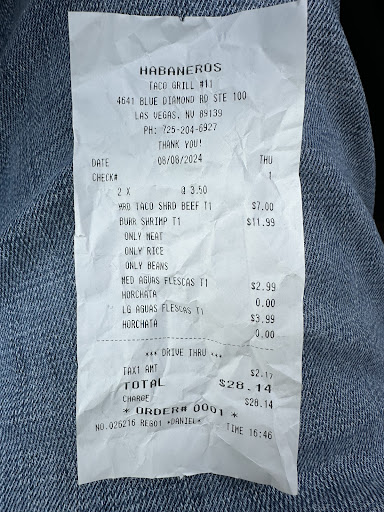 HABANEROS
TACO GRILL #11
4641 BLUE DIAMOND RD STE 100
LAS VEGAS, NV 89139
PH: 725-204-6927
THANK YOU!
DATE 08/08/2024 THU
CHECK# 1
2 X @ 3.50
HRD TACO SHRD BEEF T1 $7.00
BURR SHRIMP T1 $11.99
ONLY MEAT
ONLY RICE
ONLY BEANS
MED AGUAS FLESCAS T1 $2.99
HORCHATA 0.00
LG AGUAS FLESCAS T1 $3.99
HORCHATA 0.00
*** DRIVE THRU ***
TAX1 AMT $2.17
TOTAL $28.14
CHARGE $28.14
* ORDER# 0001 *
NO.026216 REG01 *DANIEL* TIME 16:46